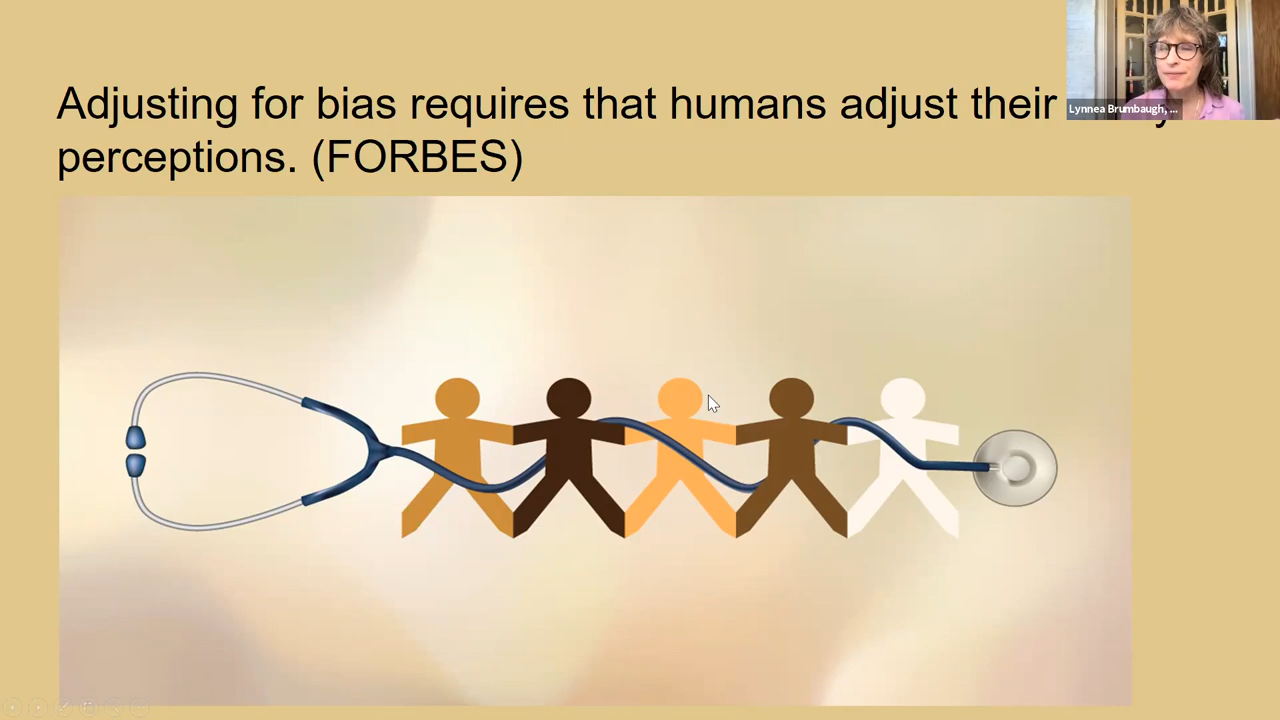 Adjusting for bias requires that humans adjust their
perceptions. (FORBES)
Lynnea Brumbaugh, ...